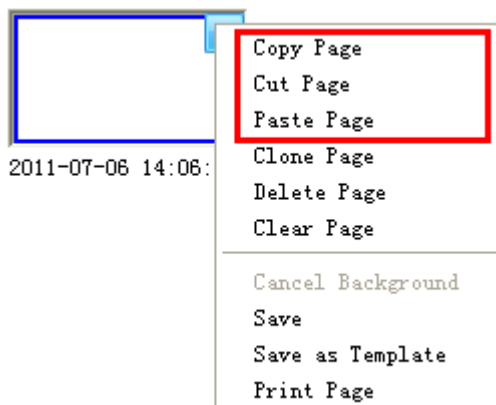 Copy Page
Cut Page
Paste Page
2011-07-06 14:06:
Clone Page
Delete Page
Clear Page
Cancel Background
Save
Save as Template
Print Page